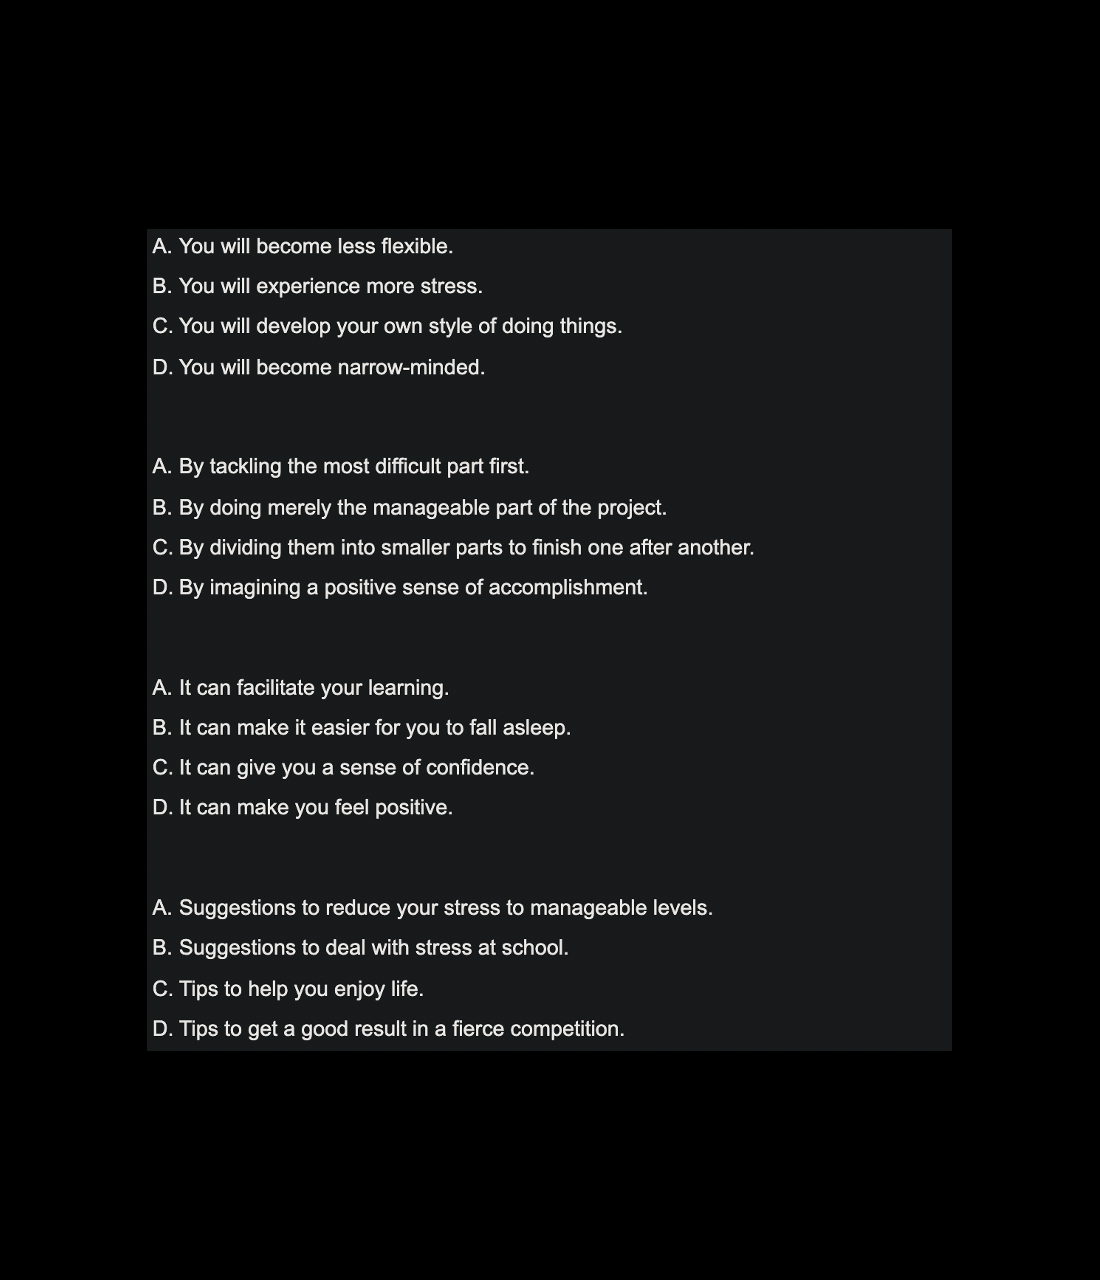 A. You will become less flexible.
B. You will experience more stress.
C. You will develop your own style of doing things.
D. You will become narrow-minded.
A. By tackling the most difficult part first.
B. By doing merely the manageable part of the project.
C. By dividing them into smaller parts to finish one after another.
D. By imagining a positive sense of accomplishment.
A. It can facilitate your learning.
B. It can make it easier for you to fall asleep.
C. It can give you a sense of confidence.
D. It can make you feel positive.
A. Suggestions to reduce your stress to manageable levels.
B. Suggestions to deal with stress at school.
C. Tips to help you enjoy life.
D. Tips to get a good result in a fierce competition.